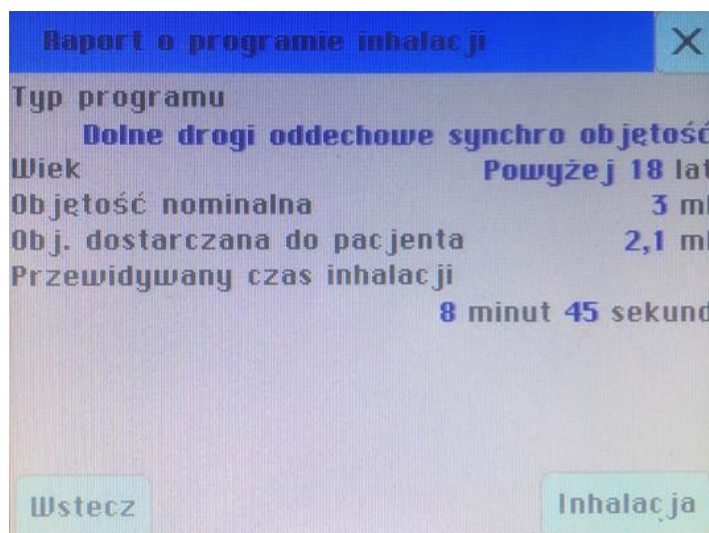 Raport o programie inhalacji X
Typ programu
Dolne drogi oddechowe synchro objętość
Wiek Powyżej 18 lat
Objętość nominalna 3 ml
Obj. dostarczana do pacjenta 2,1 ml
Przewidywany czas inhalacji
8 minut 45 sekund
Wstecz Inhalacja